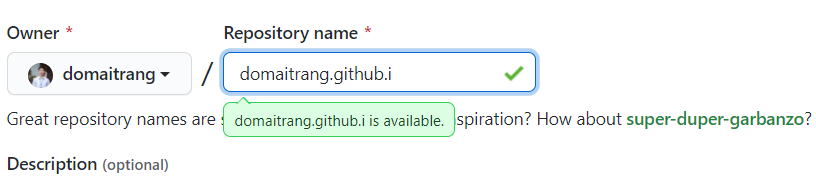 Owner * Repository name *
domaitrang / domaitrang.github.i
Great repository names are s domaitrang.github.i is available. spiration? How about super-duper-garbanzo?
Description (optional)